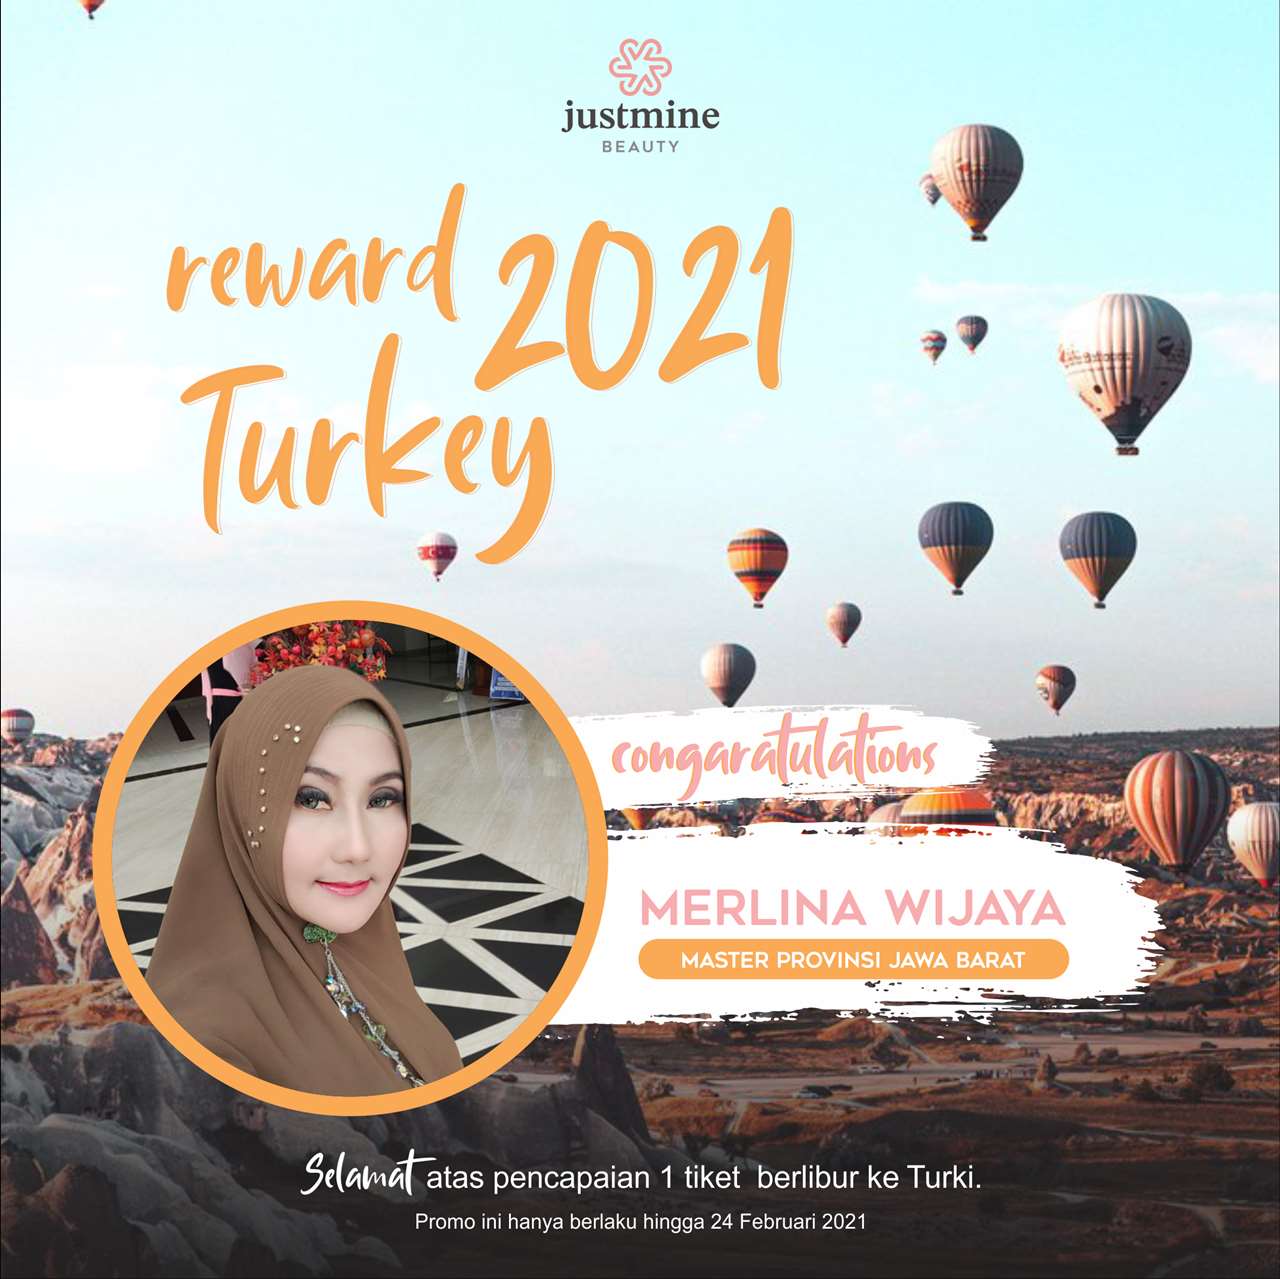 justmine
BEAUTY
reward 2021
Turkey
congaratulations
MERLINA WIJAYA
MASTER PROVINSI JAWA BARAT
Selamat atas pencapaian 1 tiket berlibur ke Turki.
Promo ini hanya berlaku hingga 24 Februari 2021